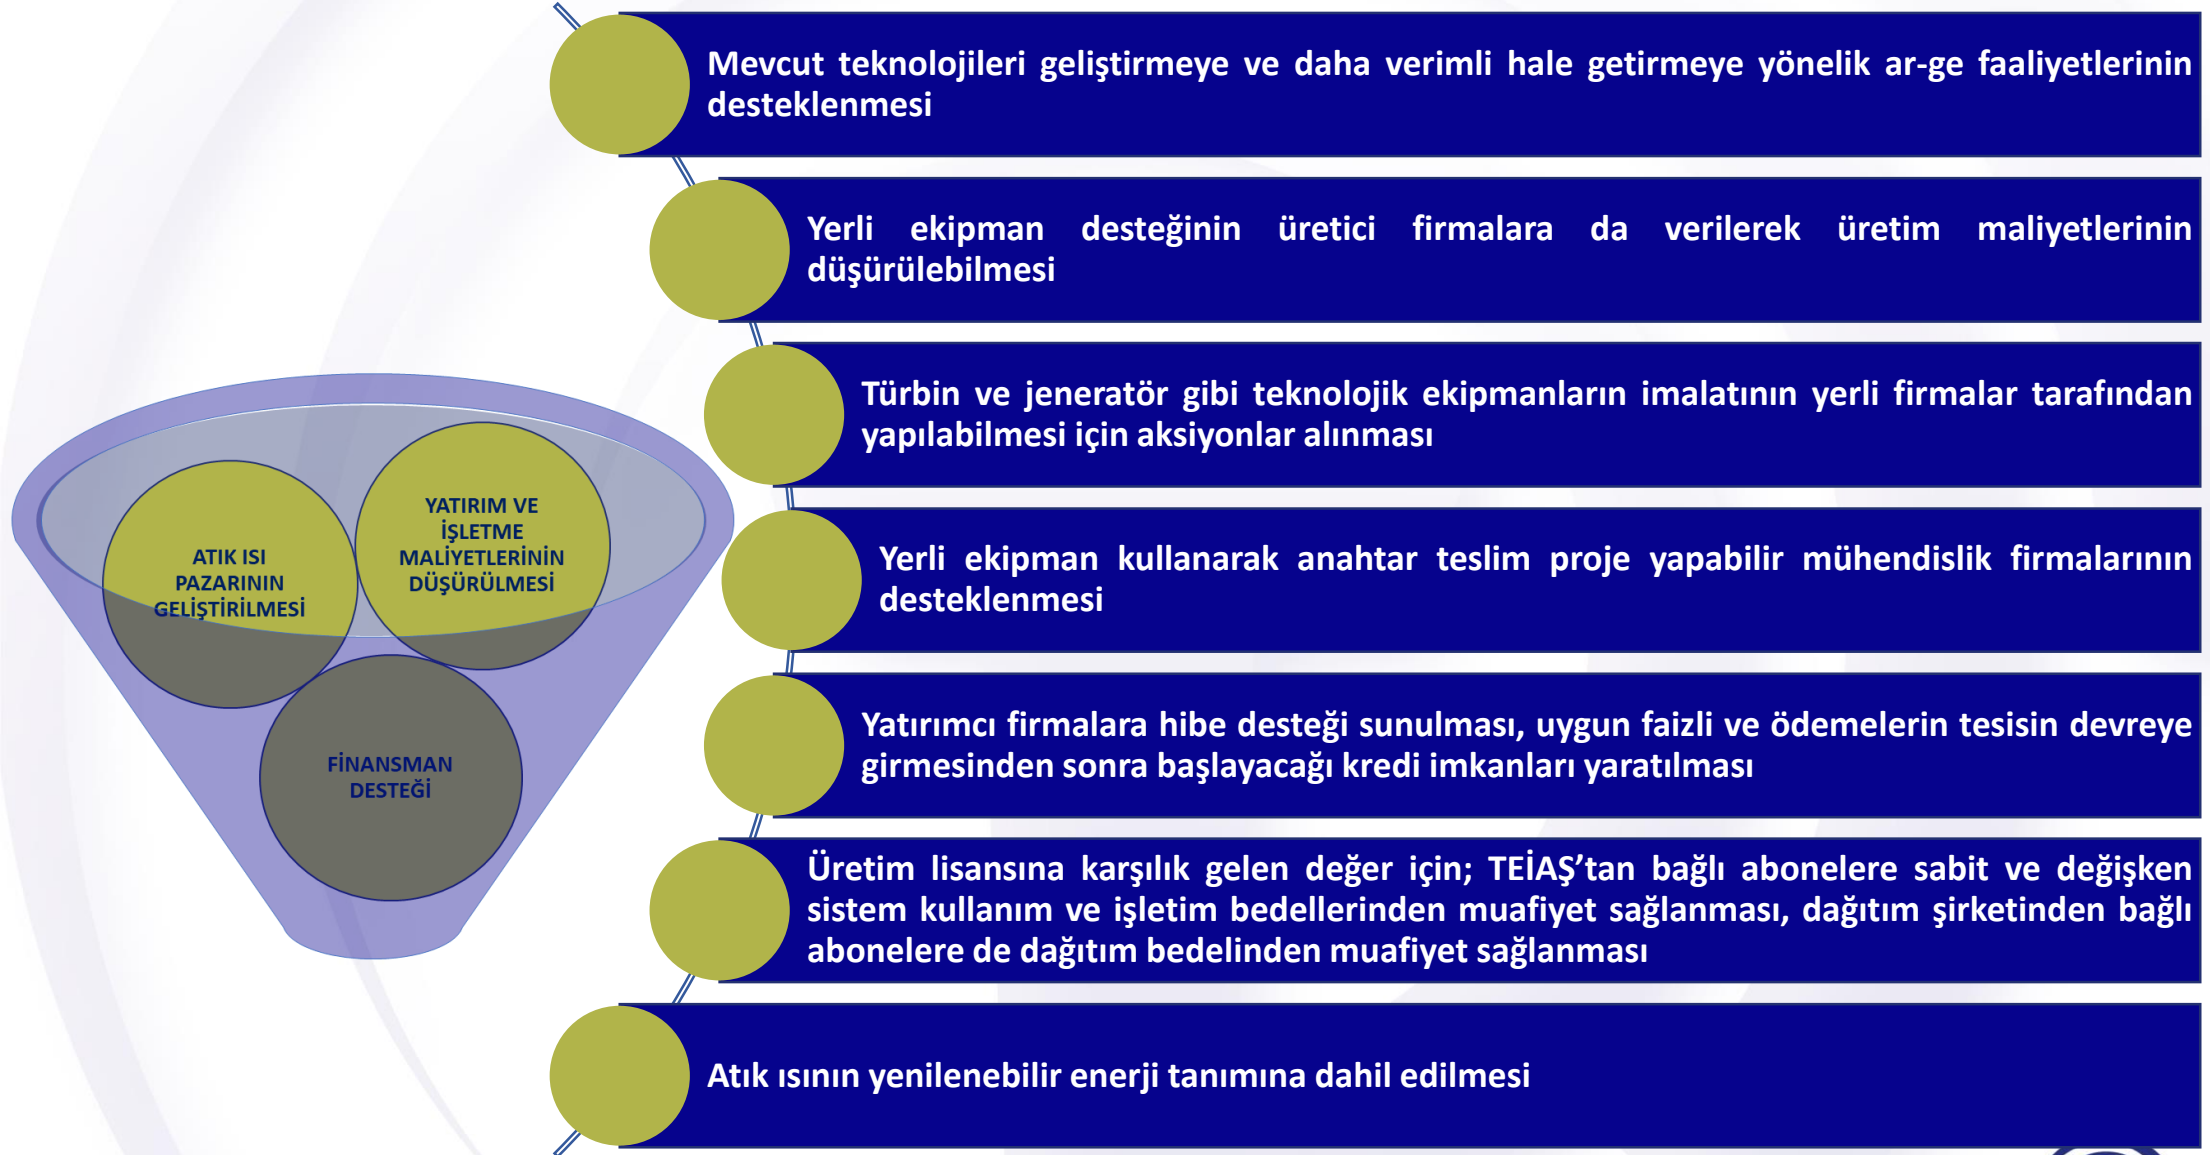 Mevcut teknolojileri geliştirmeye ve daha verimli hale getirmeye yönelik ar-ge faaliyetlerinin
desteklenmesi
Yerli ekipman desteğinin üretici firmalara da verilerek üretim maliyetlerinin
düşürülebilmesi
Türbin ve jeneratör gibi teknolojik ekipmanların imalatının yerli firmalar tarafından
yapılabilmesi için aksiyonlar alınması
Yerli ekipman kullanarak anahtar teslim proje yapabilir mühendislik firmalarının
desteklenmesi
Yatırımcı firmalara hibe desteği sunulması, uygun faizli ve ödemelerin tesisin devreye
girmesinden sonra başlayacağı kredi imkanları yaratılması
Üretim lisansına karşılık gelen değer için; TEİAŞ’tan bağlı abonelere sabit ve değişken
sistem kullanım ve işletim bedellerinden muafiyet sağlanması, dağıtım şirketinden bağlı
abonelere de dağıtım bedelinden muafiyet sağlanması
Atık ısının yenilenebilir enerji tanımına dahil edilmesi
ATIK ISI
PAZARININ
GELİŞTİRİLMESİ
YATIRIM VE
İŞLETME
MALİYETLERİNİN
DÜŞÜRÜLMESİ
FİNANSMAN
DESTEĞİ